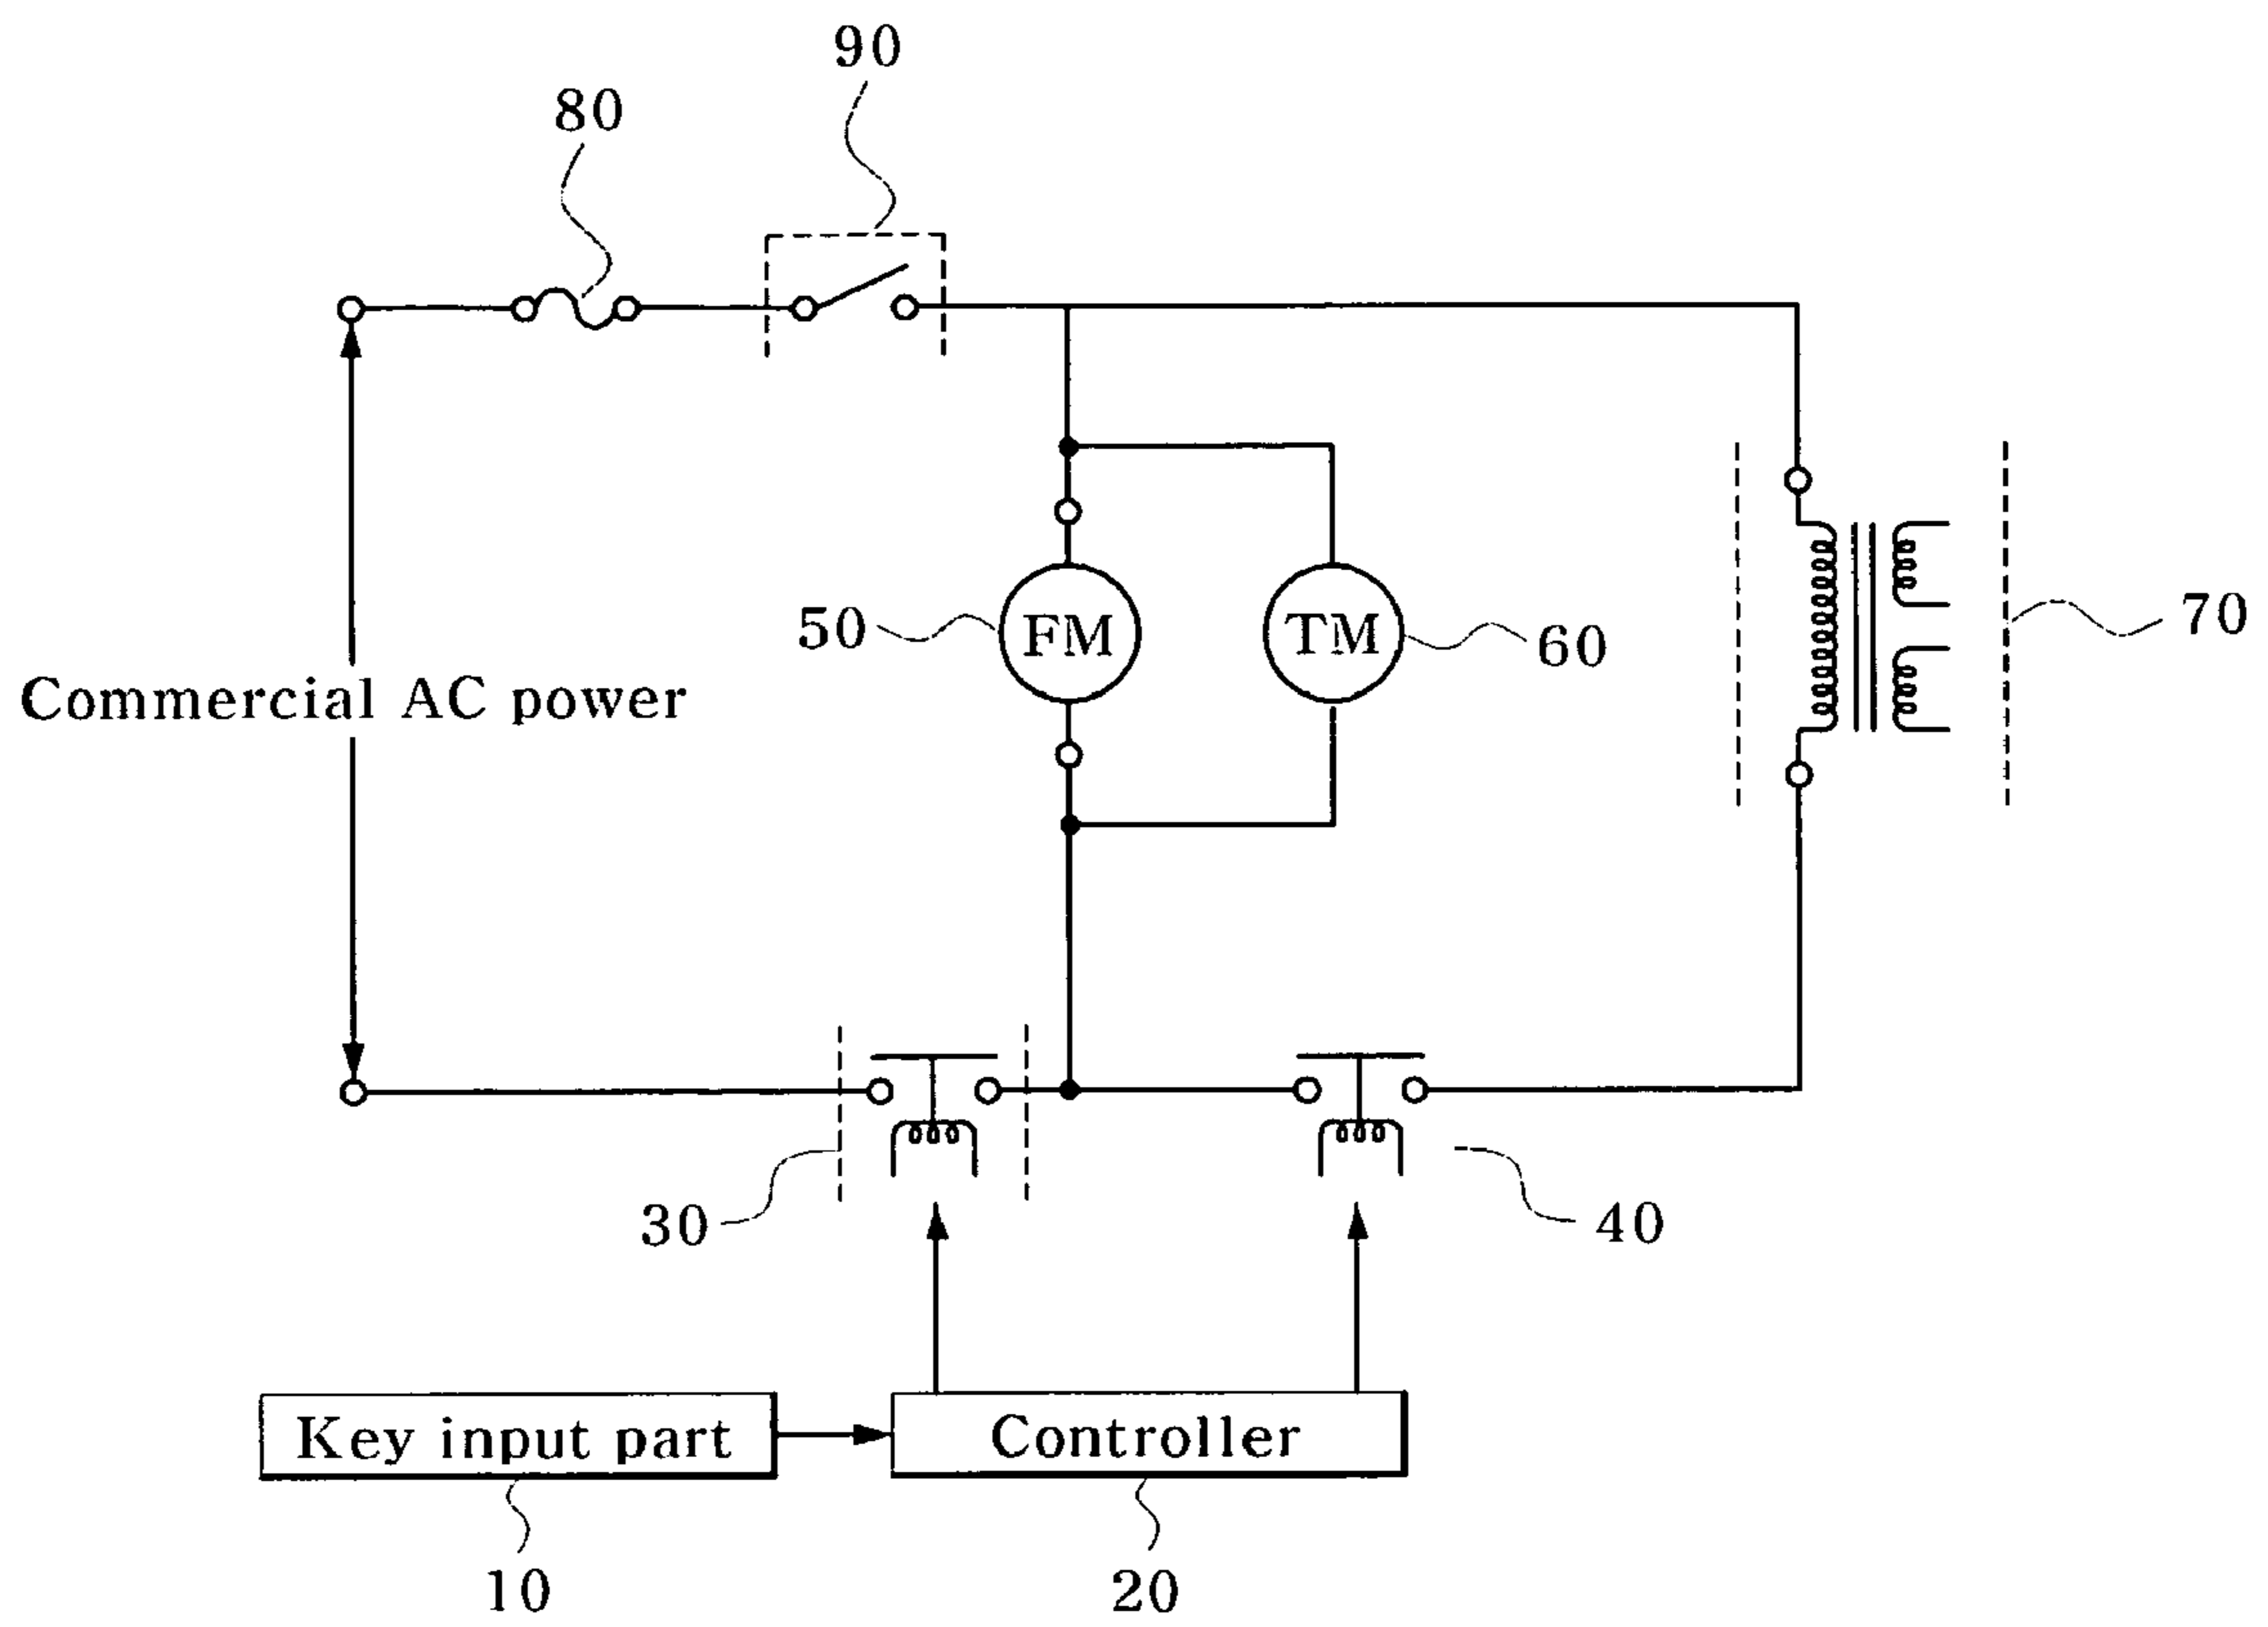 90
80
50 FM TM 60 70
Commercial AC power
30 40
Key input part Controller
10 20